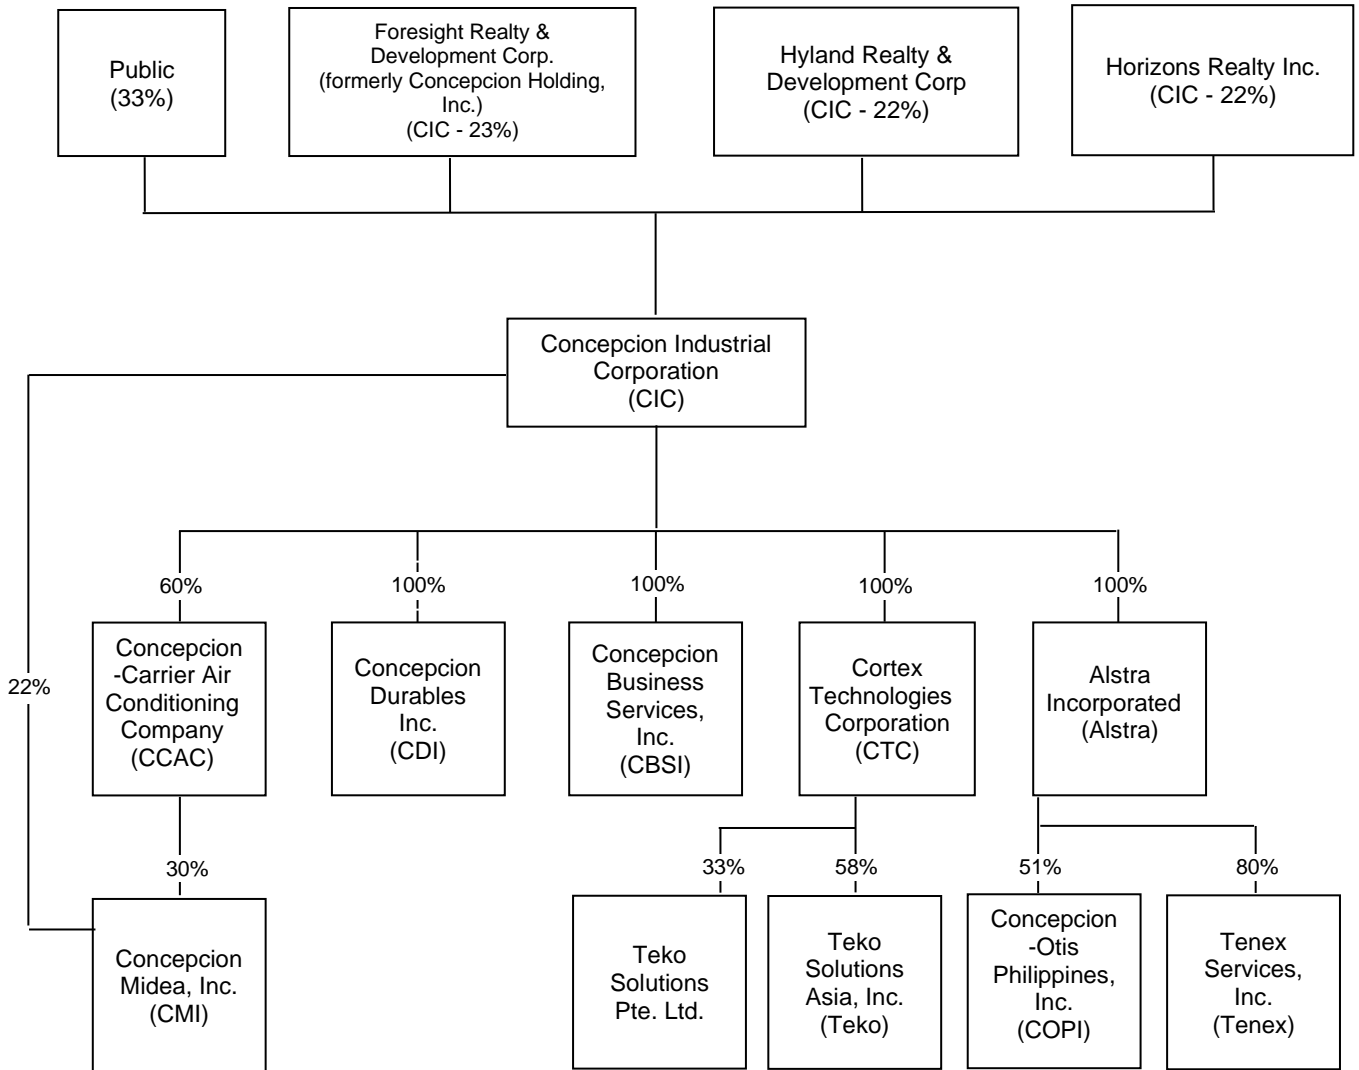 Public
(33%)
Foresight Realty &
Development Corp.
(formerly Concepcion Holding,
Inc.)
(CIC - 23%)
Hyland Realty &
Development Corp
(CIC - 22%)
Horizons Realty Inc.
(CIC - 22%)
Concepcion Industrial
Corporation
(CIC)
60%
100%
100%
100%
100%
22%
Concepcion
-Carrier Air
Conditioning
Company
(CCAC)
Concepcion
Durables
Inc.
(CDI)
Concepcion
Business
Services,
Inc.
(CBSI)
Cortex
Technologies
Corporation
(CTC)
Alstra
Incorporated
(Alstra)
30%
33%
58%
51%
80%
Concepcion
Midea, Inc.
(CMI)
Teko
Solutions
Pte. Ltd.
Teko
Solutions
Asia, Inc.
(Teko)
Concepcion
-Otis
Philippines,
Inc.
(COPI)
Tenex
Services,
Inc.
(Tenex)